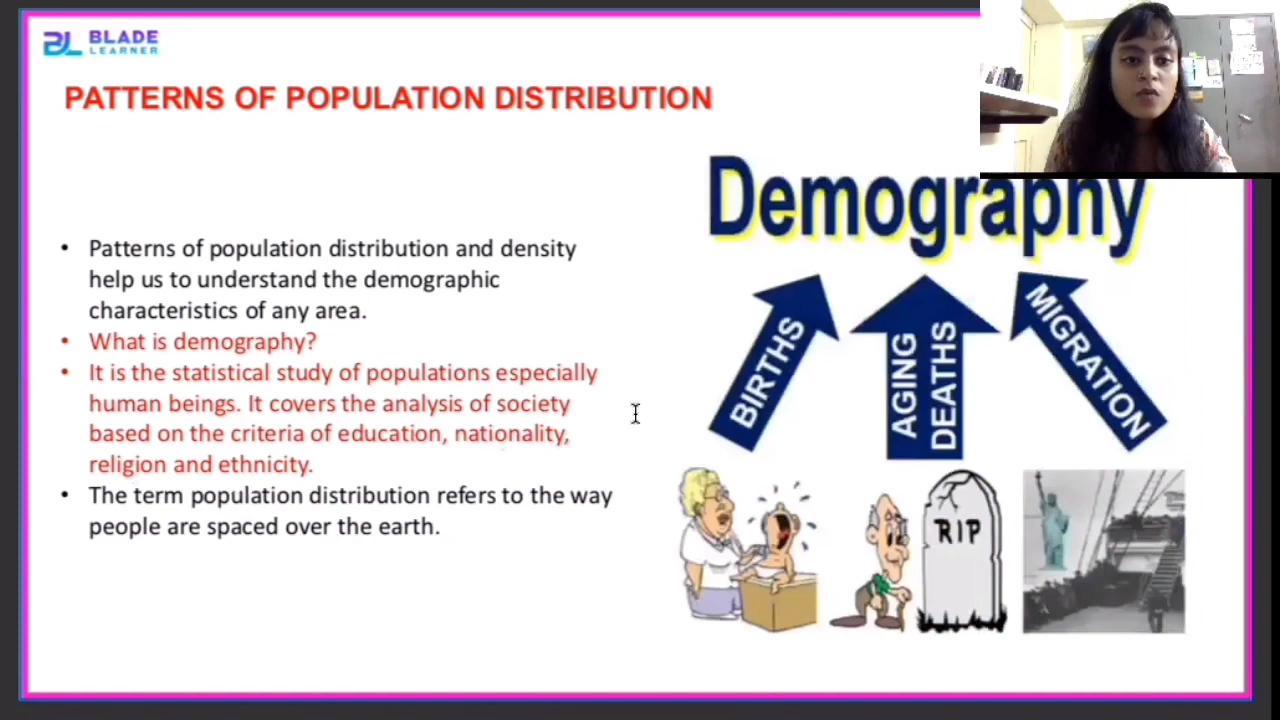 BLADE
LEARNER
PATTERNS OF POPULATION DISTRIBUTION
Demography
• Patterns of population distribution and density
help us to understand the demographic
characteristics of any area.
• What is demography?
• It is the statistical study of populations especially
human beings. It covers the analysis of society
based on the criteria of education, nationality,
religion and ethnicity.
• The term population distribution refers to the way
people are spaced over the earth.
BIRTHS
AGING
DEATHS
MIGRATION
RIP